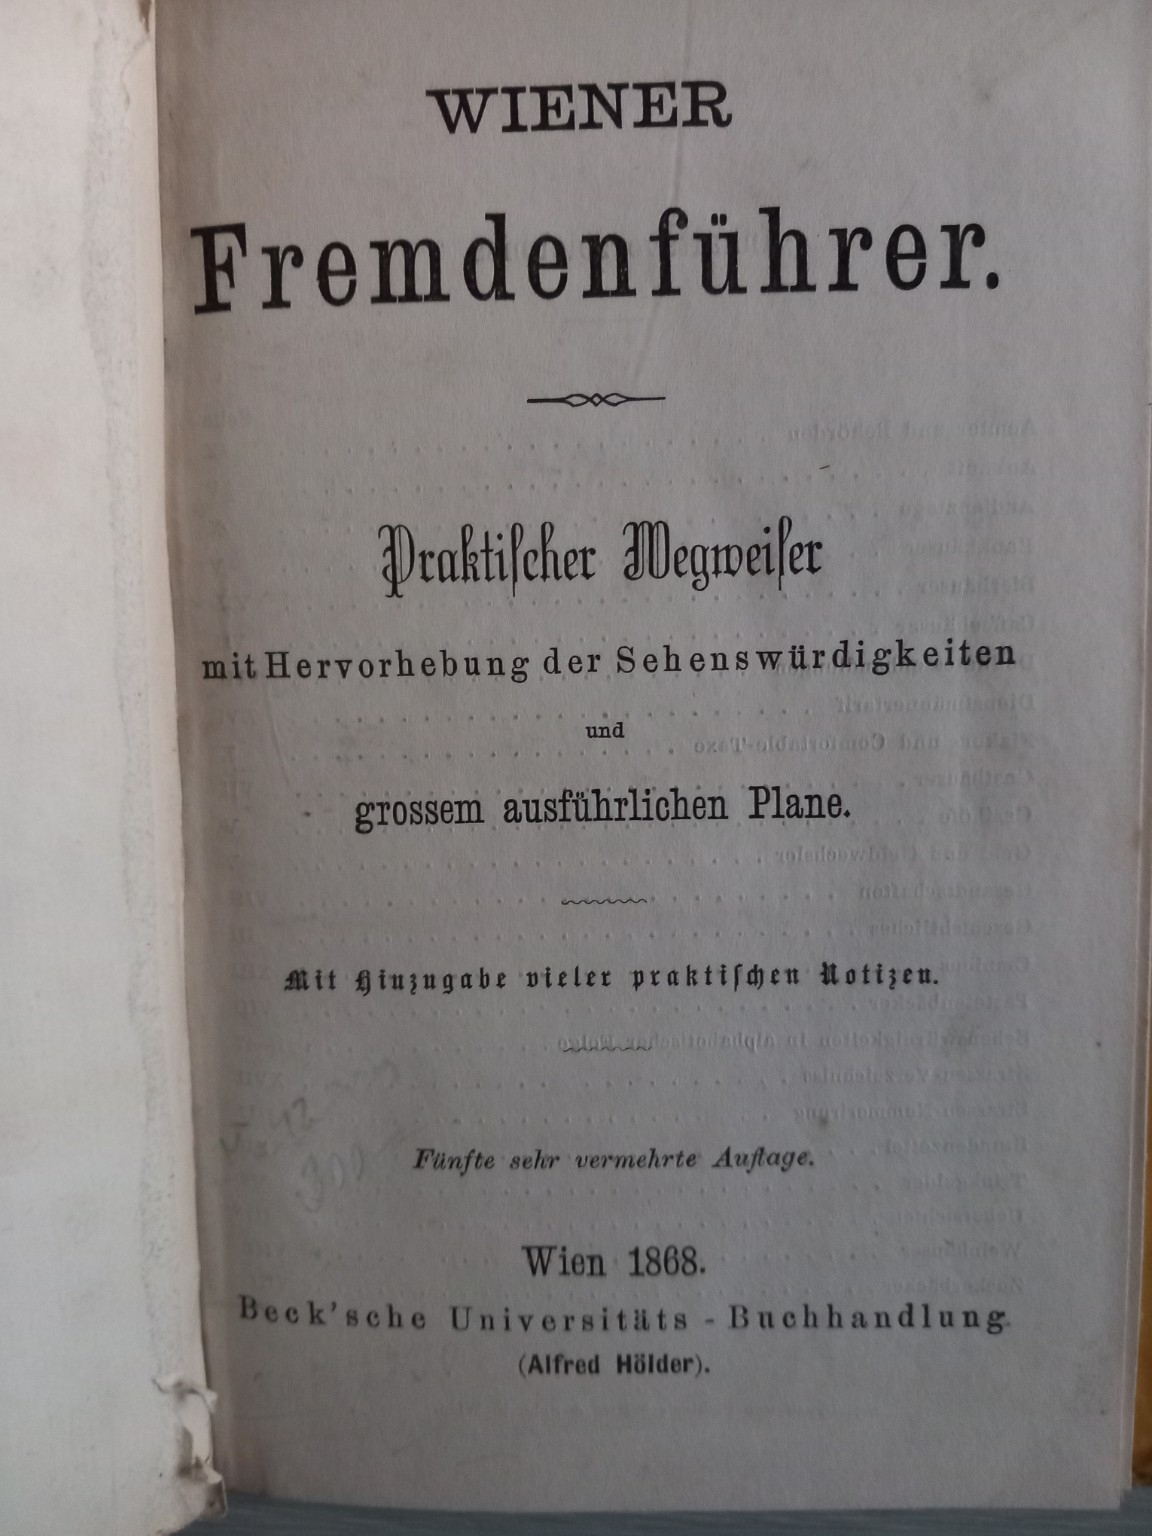 WIENER
Fremdenführer.
Praktiſcher Wegweiſer
mit Hervorhebung der Sehenswürdigkeiten
und
grossem ausführlichen Plane.
Mit Hinzugabe vieler praktiſchen Notizen.
Fünfte sehr vermehrte Auflage.
Wien 1868.
Beck'sche Universitäts - Buchhandlung
(Alfred Hölder).